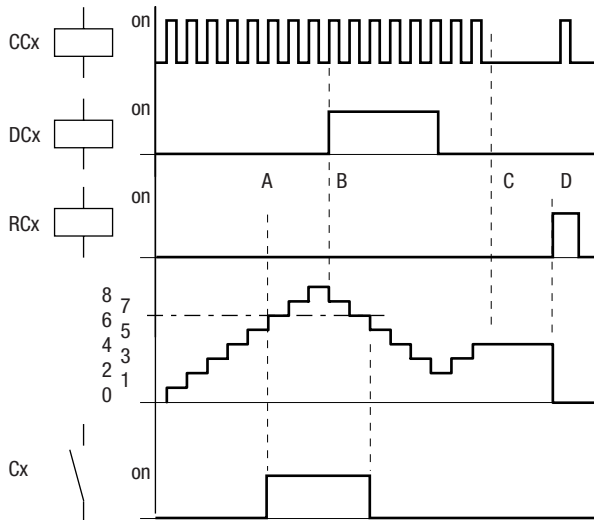 CCx on
DCx on
A B C D
RCx on
8 7
6 5
4 3
2 1
0
Cx on